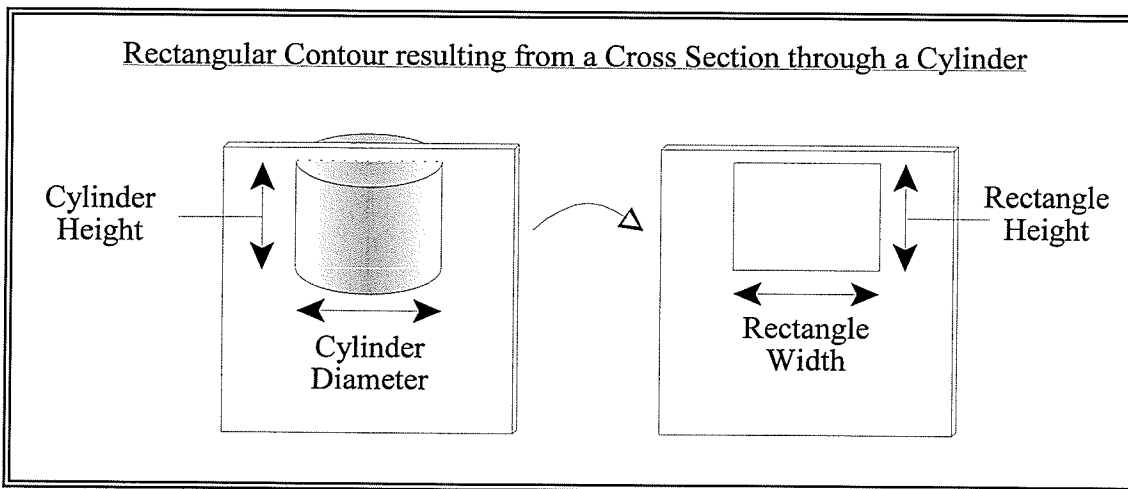 Rectangular Contour resulting from a Cross Section through a Cylinder
Cylinder
Height
Cylinder
Diameter
Rectangle
Height
Rectangle
Width